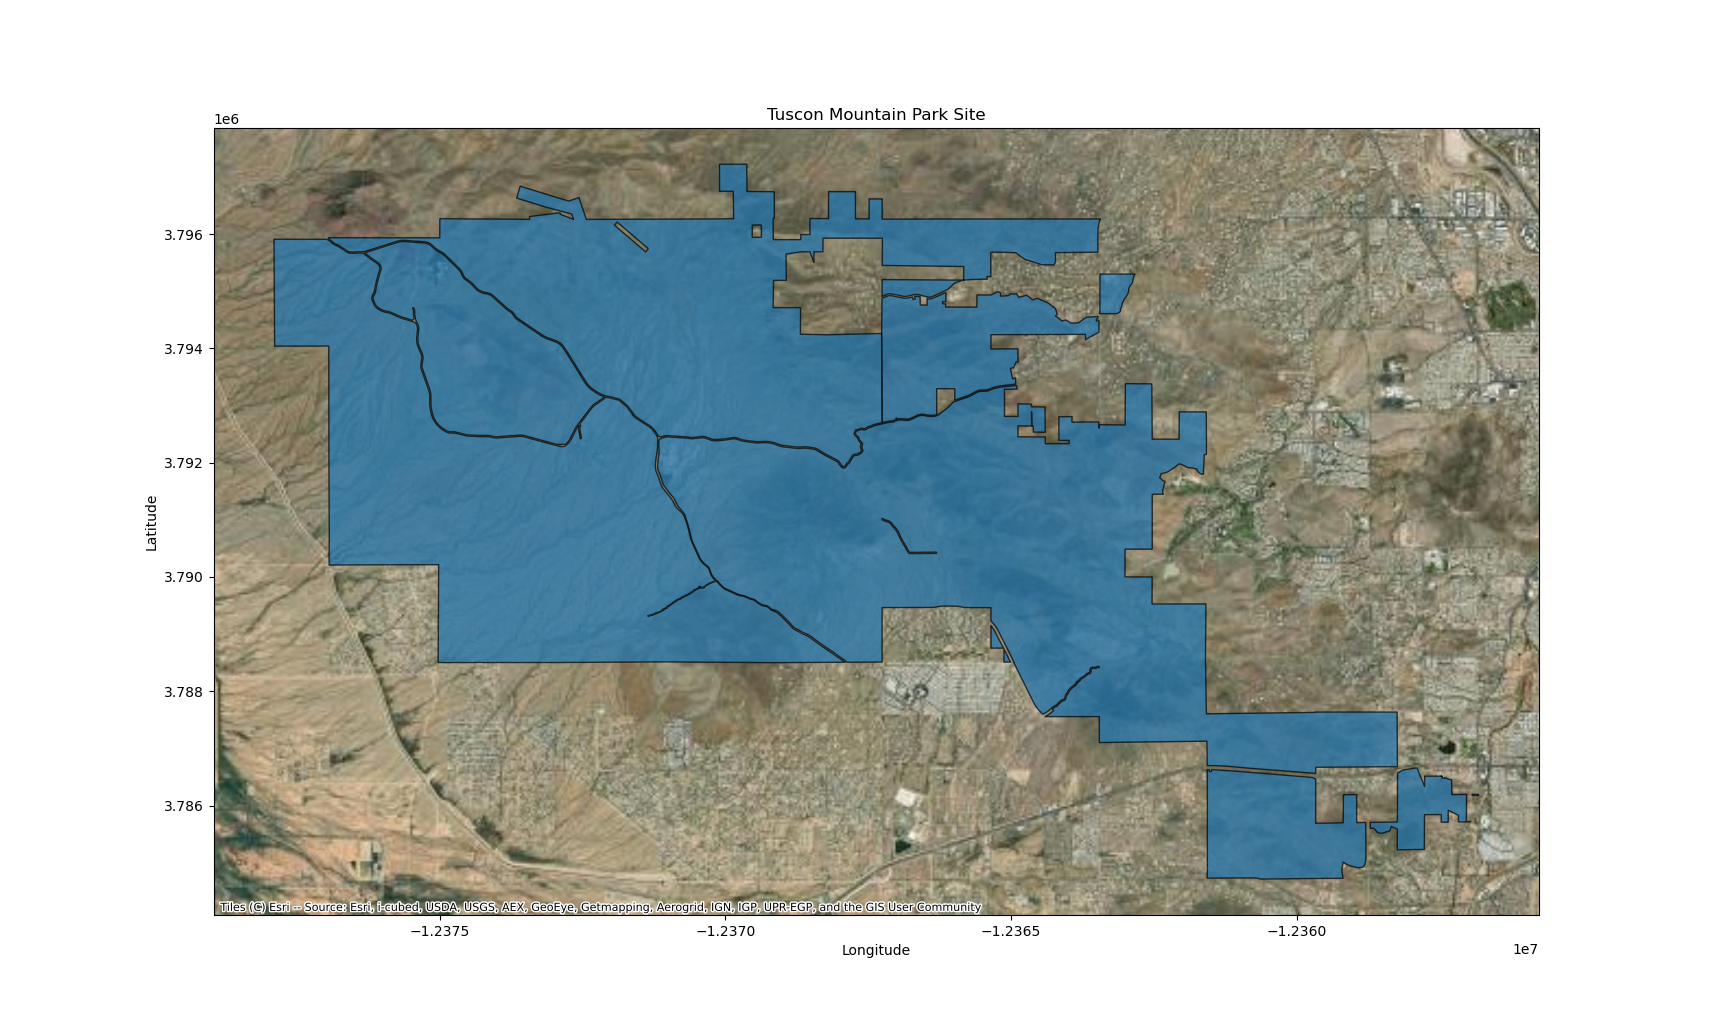 Tuscon Mountain Park Site
1e6
3.796
3.794
3.792
3.790
3.788
3.786
Latitude
Tiles (C) Esri -- Source: Esri, i-cubed, USDA, USGS, AEX, GeoEye, Getmapping, Aerogrid, IGN, IGP, UPR-EGP, and the GIS User Community
−1.2375
−1.2370
−1.2365
−1.2360
Longitude
1e7